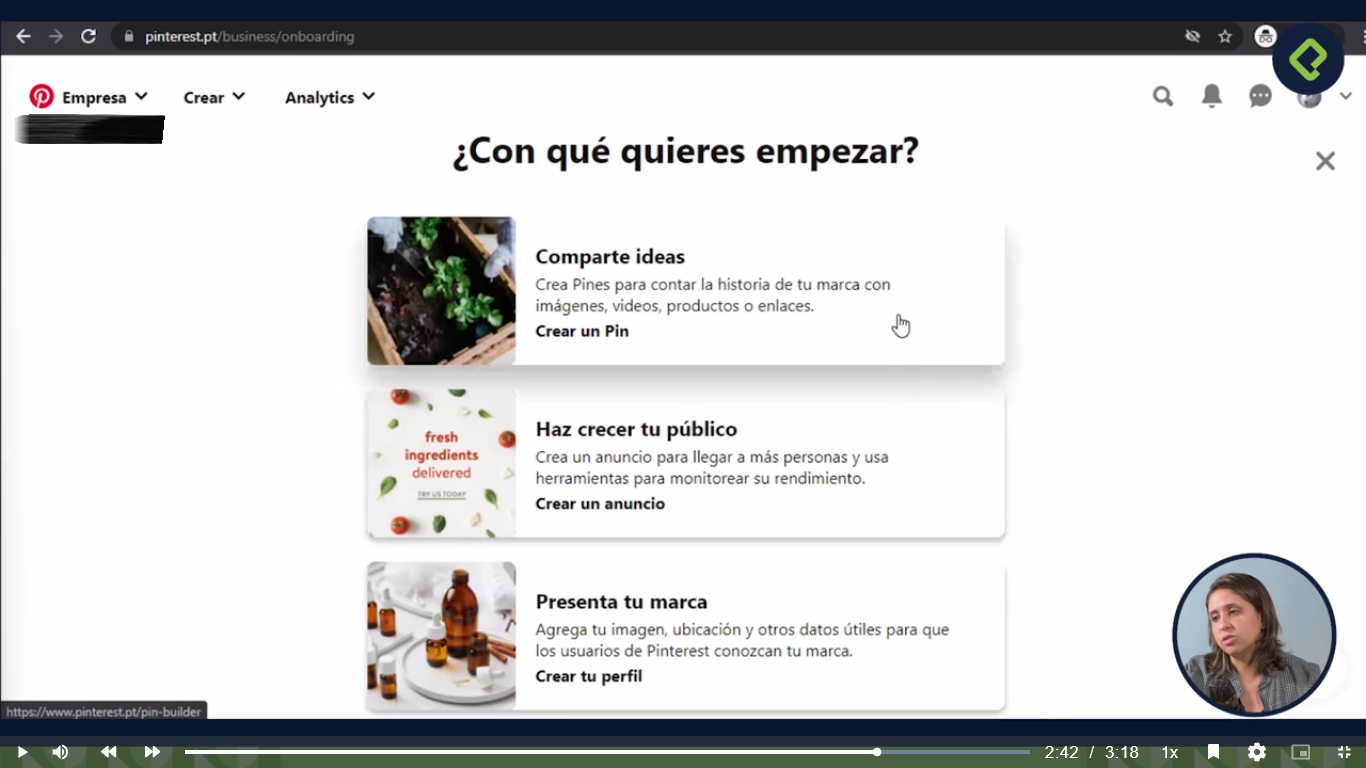 pinterest.pt/business/onboarding
Empresa
Crear
Analytics
¿Con qué quieres empezar?
Comparte ideas
Crea Pines para contar la historia de tu marca con
imágenes, videos, productos o enlaces.
Crear un Pin
fresh
ingredients
delivered
TRY US TODAY
Haz crecer tu público
Crea un anuncio para llegar a más personas y usa
herramientas para monitorear su rendimiento.
Crear un anuncio
Presenta tu marca
Agrega tu imagen, ubicación y otros datos útiles para que
los usuarios de Pinterest conozcan tu marca.
Crear tu perfil
https://www.pinterest.pt/pin-builder
2:42 / 3:18 1x